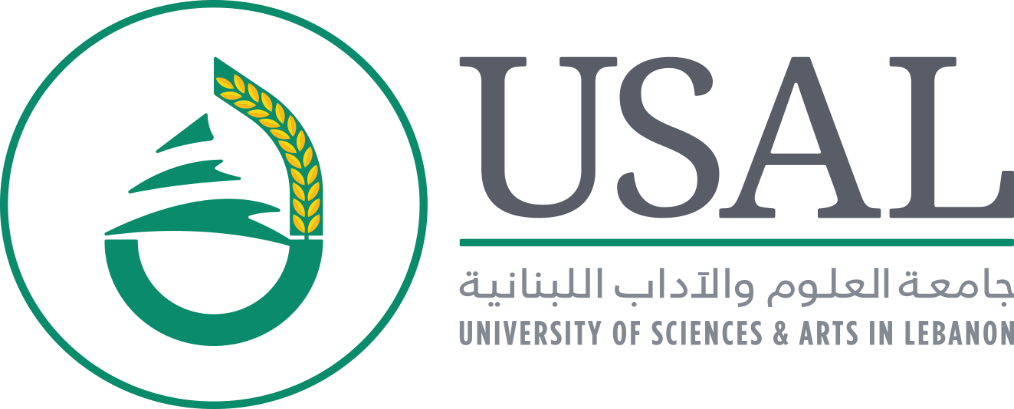 USAL
جامعة العلوم والآداب اللبنانية
UNIVERSITY OF SCIENCES & ARTS IN LEBANON